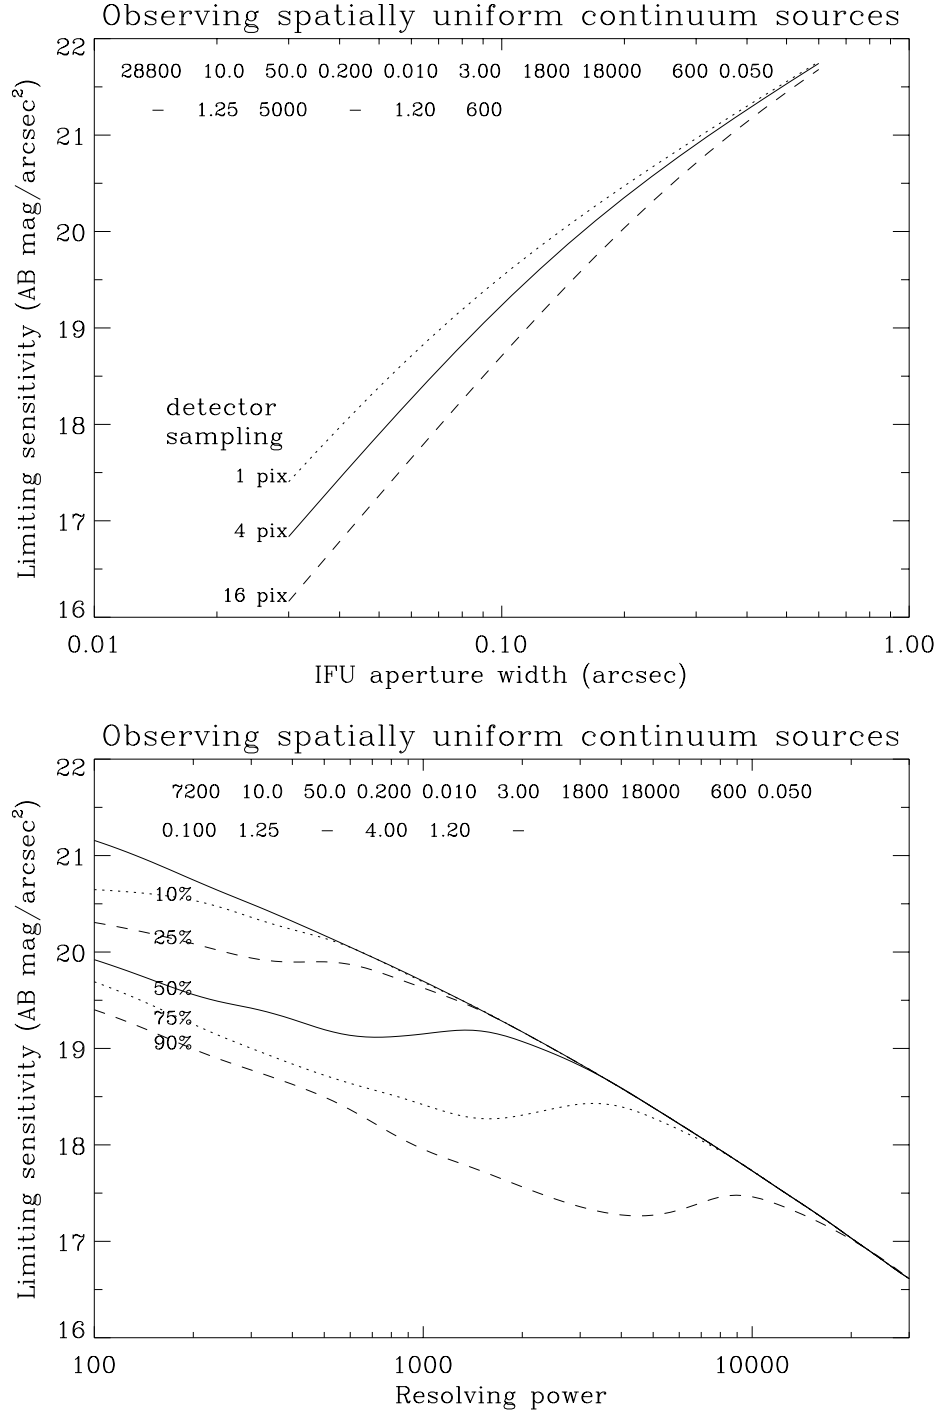 Observing spatially uniform continuum sources
22
28800 10.0 50.0 0.200 0.010 3.00 1800 18000 600 0.050
– 1.25 5000 – 1.20 600
21
20
19
18
17
16
Limiting sensitivity (AB mag/arcsec²)
detector
sampling
1 pix
4 pix
16 pix
0.01 0.10 1.00
IFU aperture width (arcsec)
Observing spatially uniform continuum sources
22
7200 10.0 50.0 0.200 0.010 3.00 1800 18000 600 0.050
0.100 1.25 – 4.00 1.20 –
21
20
19
18
17
16
Limiting sensitivity (AB mag/arcsec²)
10%
25%
50%
75%
90%
100 1000 10000
Resolving power